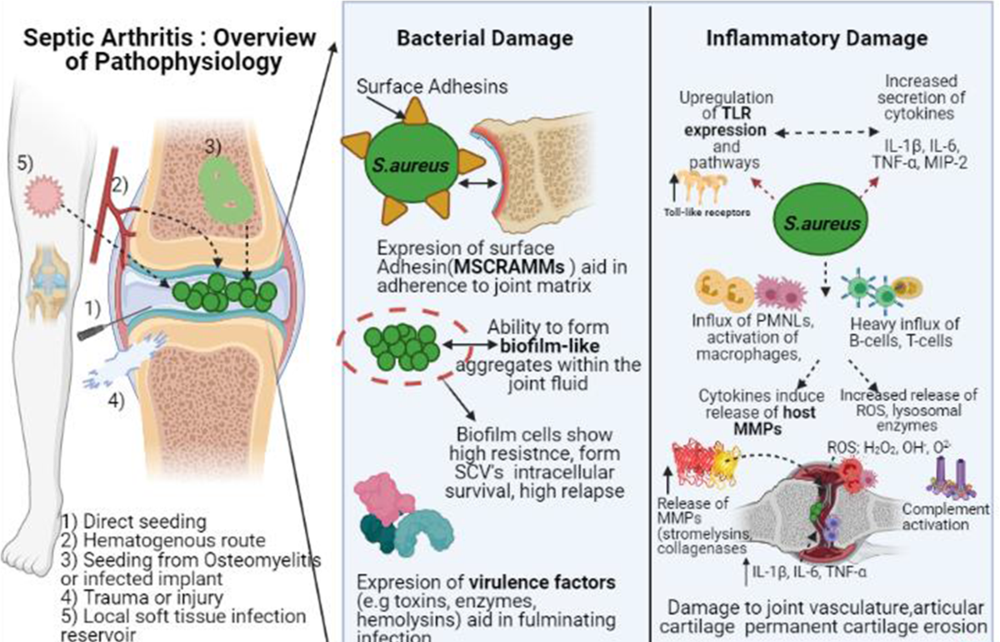 Septic Arthritis : Overview
of Pathophysiology
5)
2)
3)
1)
4)
1) Direct seeding
2) Hematogenous route
3) Seeding from Osteomyelitis
or infected implant
4) Trauma or injury
5) Local soft tissue infection
reservoir
Bacterial Damage
Surface Adhesins
S.aureus
Expresion of surface
Adhesin(MSCRAMMs ) aid in
adherence to joint matrix
Ability to form
biofilm-like
aggregates within the
joint fluid
Biofilm cells show
high resistnce, form
SCV's intracellular
survival, high relapse
Expresion of virulence factors
(e.g toxins, enzymes,
hemolysins) aid in fulminating
infection
Inflammatory Damage
Upregulation
of TLR
expression
and
pathways
Toll-like receptors
Increased
secretion of
cytokines
IL-1β, IL-6,
TNF-α, MIP-2
S.aureus
Influx of PMNLs,
activation of
macrophages,
Heavy influx of
B-cells, T-cells
Cytokines induce
release of host
MMPs
Increased release of
ROS, lysosomal
enzymes
ROS: H₂O₂, OH⁻, O²⁻
Release of
MMPs
(stromelysins,
collagenases
Complement
activation
IL-1β, IL-6, TNF-α
Damage to joint vasculature,articular
cartilage permanent cartilage erosion